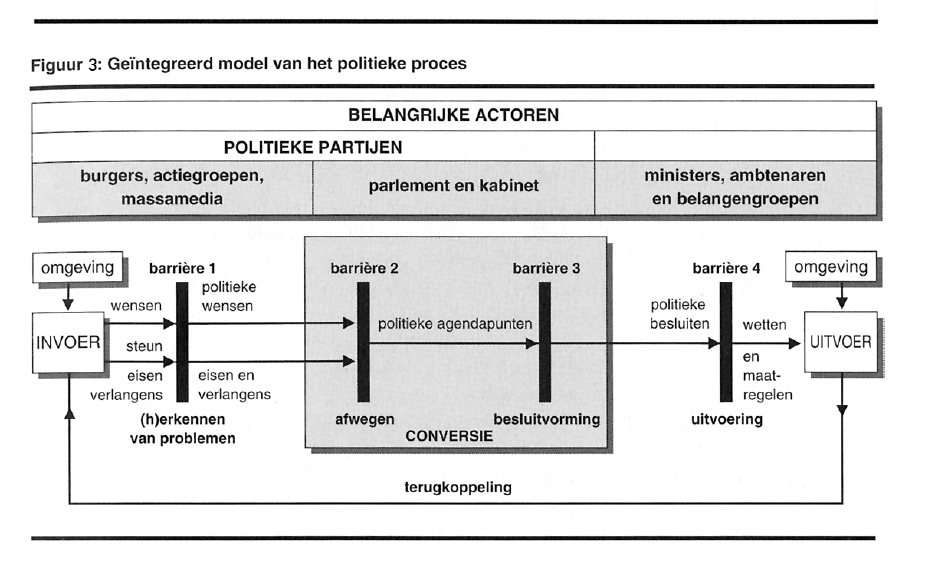 Figuur 3: Geïntegreerd model van het politieke proces
BELANGRIJKE ACTOREN
POLITIEKE PARTIJEN
burgers, actiegroepen,
massamedia
parlement en kabinet
ministers, ambtenaren
en belangengroepen
omgeving
barrière 1
barrière 2
barrière 3
barrière 4
omgeving
INVOER
wensen
steun
eisen
verlangens
politieke
wensen
eisen en
verlangens
politieke agendapunten
politieke
besluiten
wetten
en
maat-
regelen
UITVOER
(h)erkennen
van problemen
afwegen
besluitvorming
uitvoering
CONVERSIE
terugkoppeling